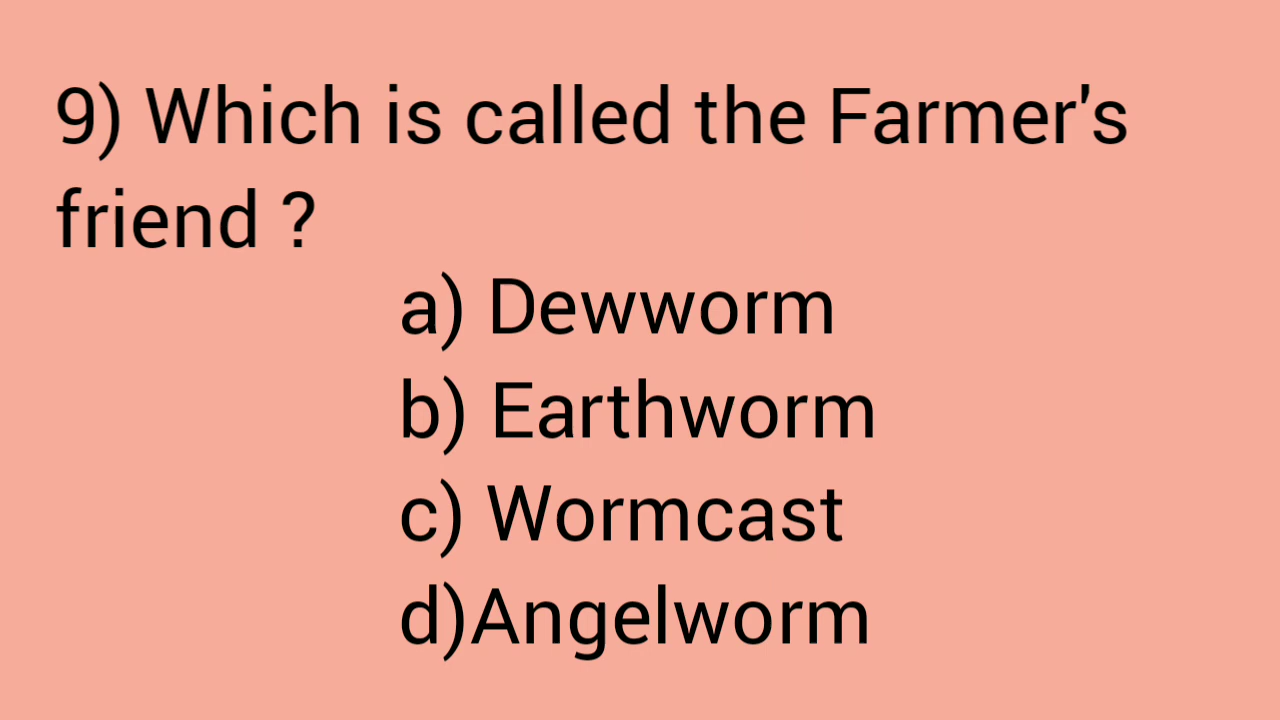 9) Which is called the Farmer's
friend ?
a) Dewworm
b) Earthworm
c) Wormcast
d)Angelworm